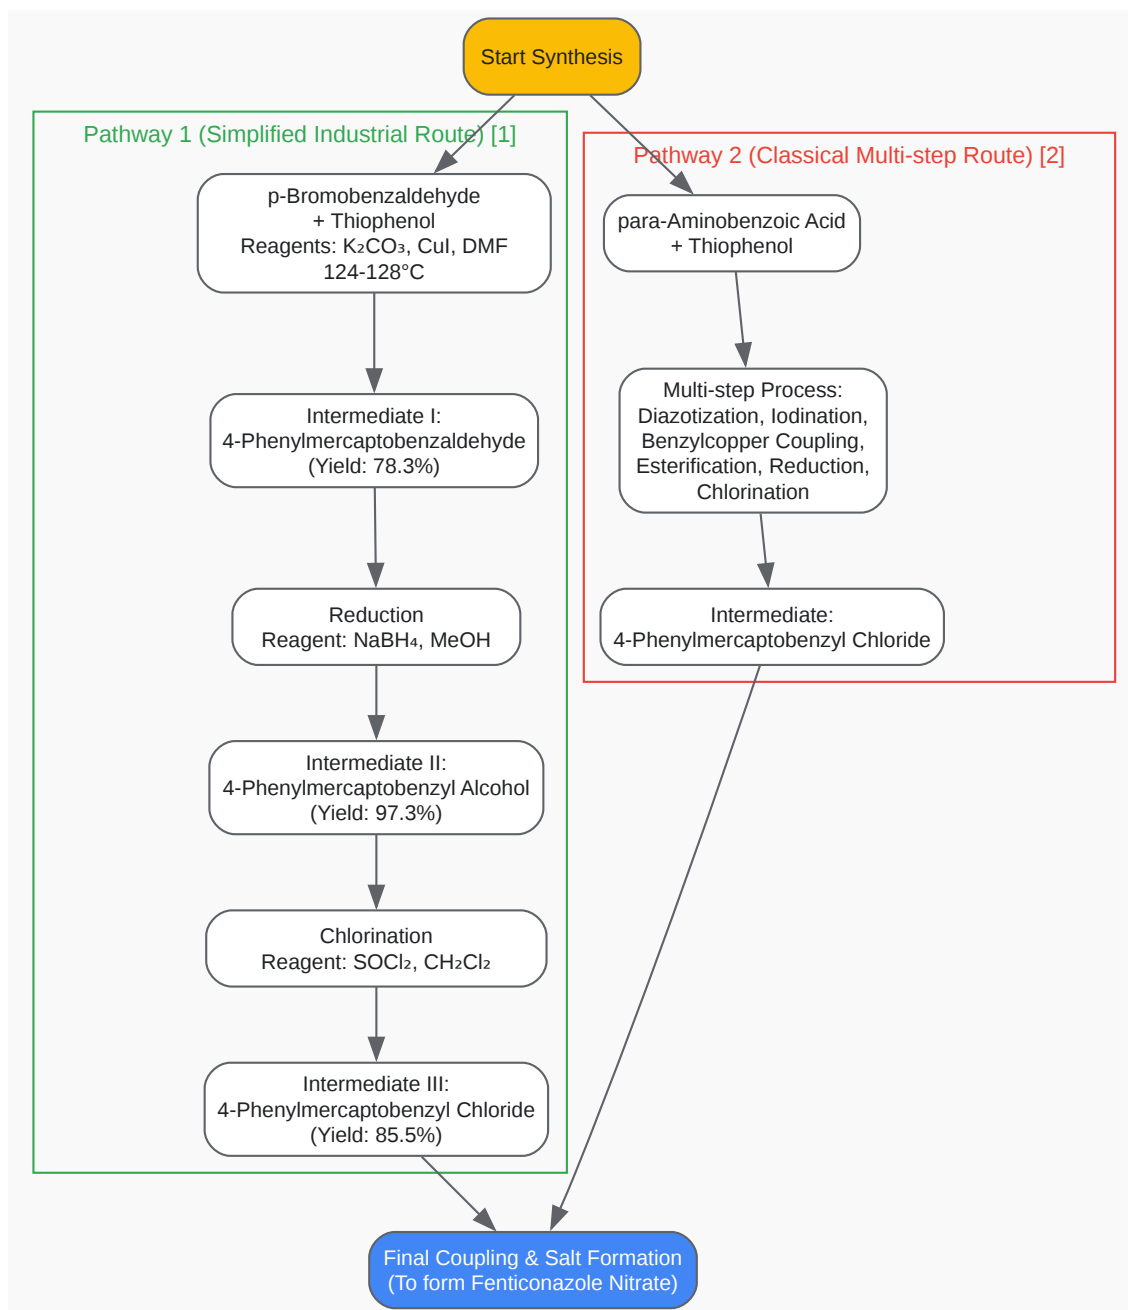 Start Synthesis
Pathway 1 (Simplified Industrial Route) [1]
p-Bromobenzaldehyde
+ Thiophenol
Reagents: K₂CO₃, CuI, DMF
124-128°C
Intermediate I:
4-Phenylmercaptobenzaldehyde
(Yield: 78.3%)
Reduction
Reagent: NaBH₄, MeOH
Intermediate II:
4-Phenylmercaptobenzyl Alcohol
(Yield: 97.3%)
Chlorination
Reagent: SOCl₂, CH₂Cl₂
Intermediate III:
4-Phenylmercaptobenzyl Chloride
(Yield: 85.5%)
Pathway 2 (Classical Multi-step Route) [2]
para-Aminobenzoic Acid
+ Thiophenol
Multi-step Process:
Diazotization, Iodination,
Benzylcopper Coupling,
Esterification, Reduction,
Chlorination
Intermediate:
4-Phenylmercaptobenzyl Chloride
Final Coupling & Salt Formation
(To form Fenticonazole Nitrate)